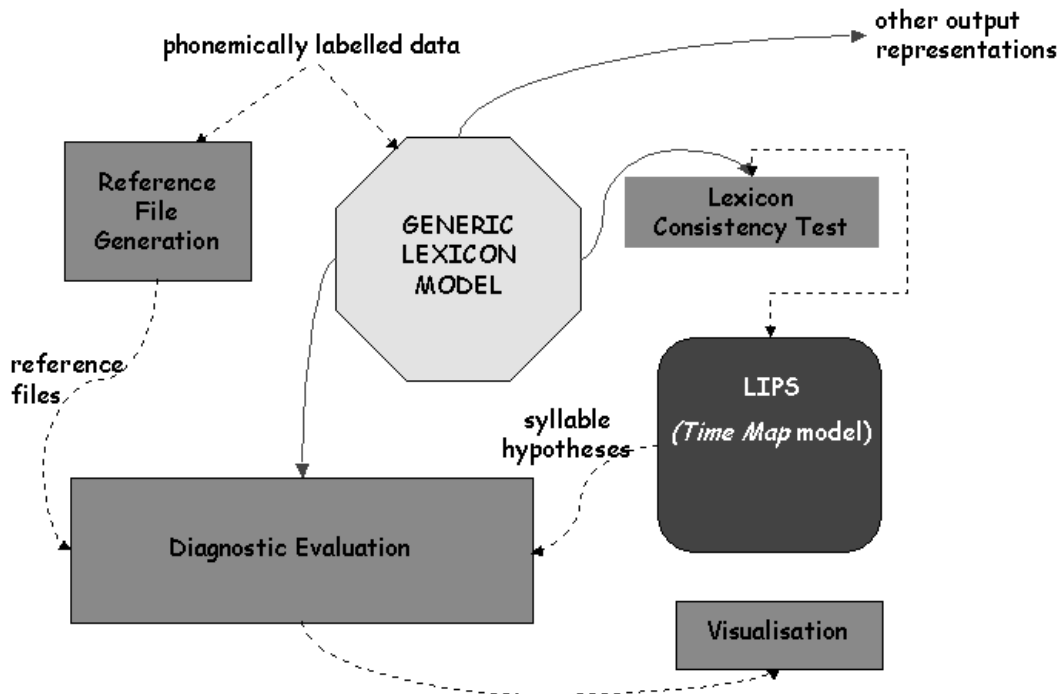 other output
representations
phonemically labelled data
Reference
File
Generation
GENERIC
LEXICON
MODEL
Lexicon
Consistency Test
reference
files
LIPS
(Time Map model)
syllable
hypotheses
Diagnostic Evaluation
Visualisation